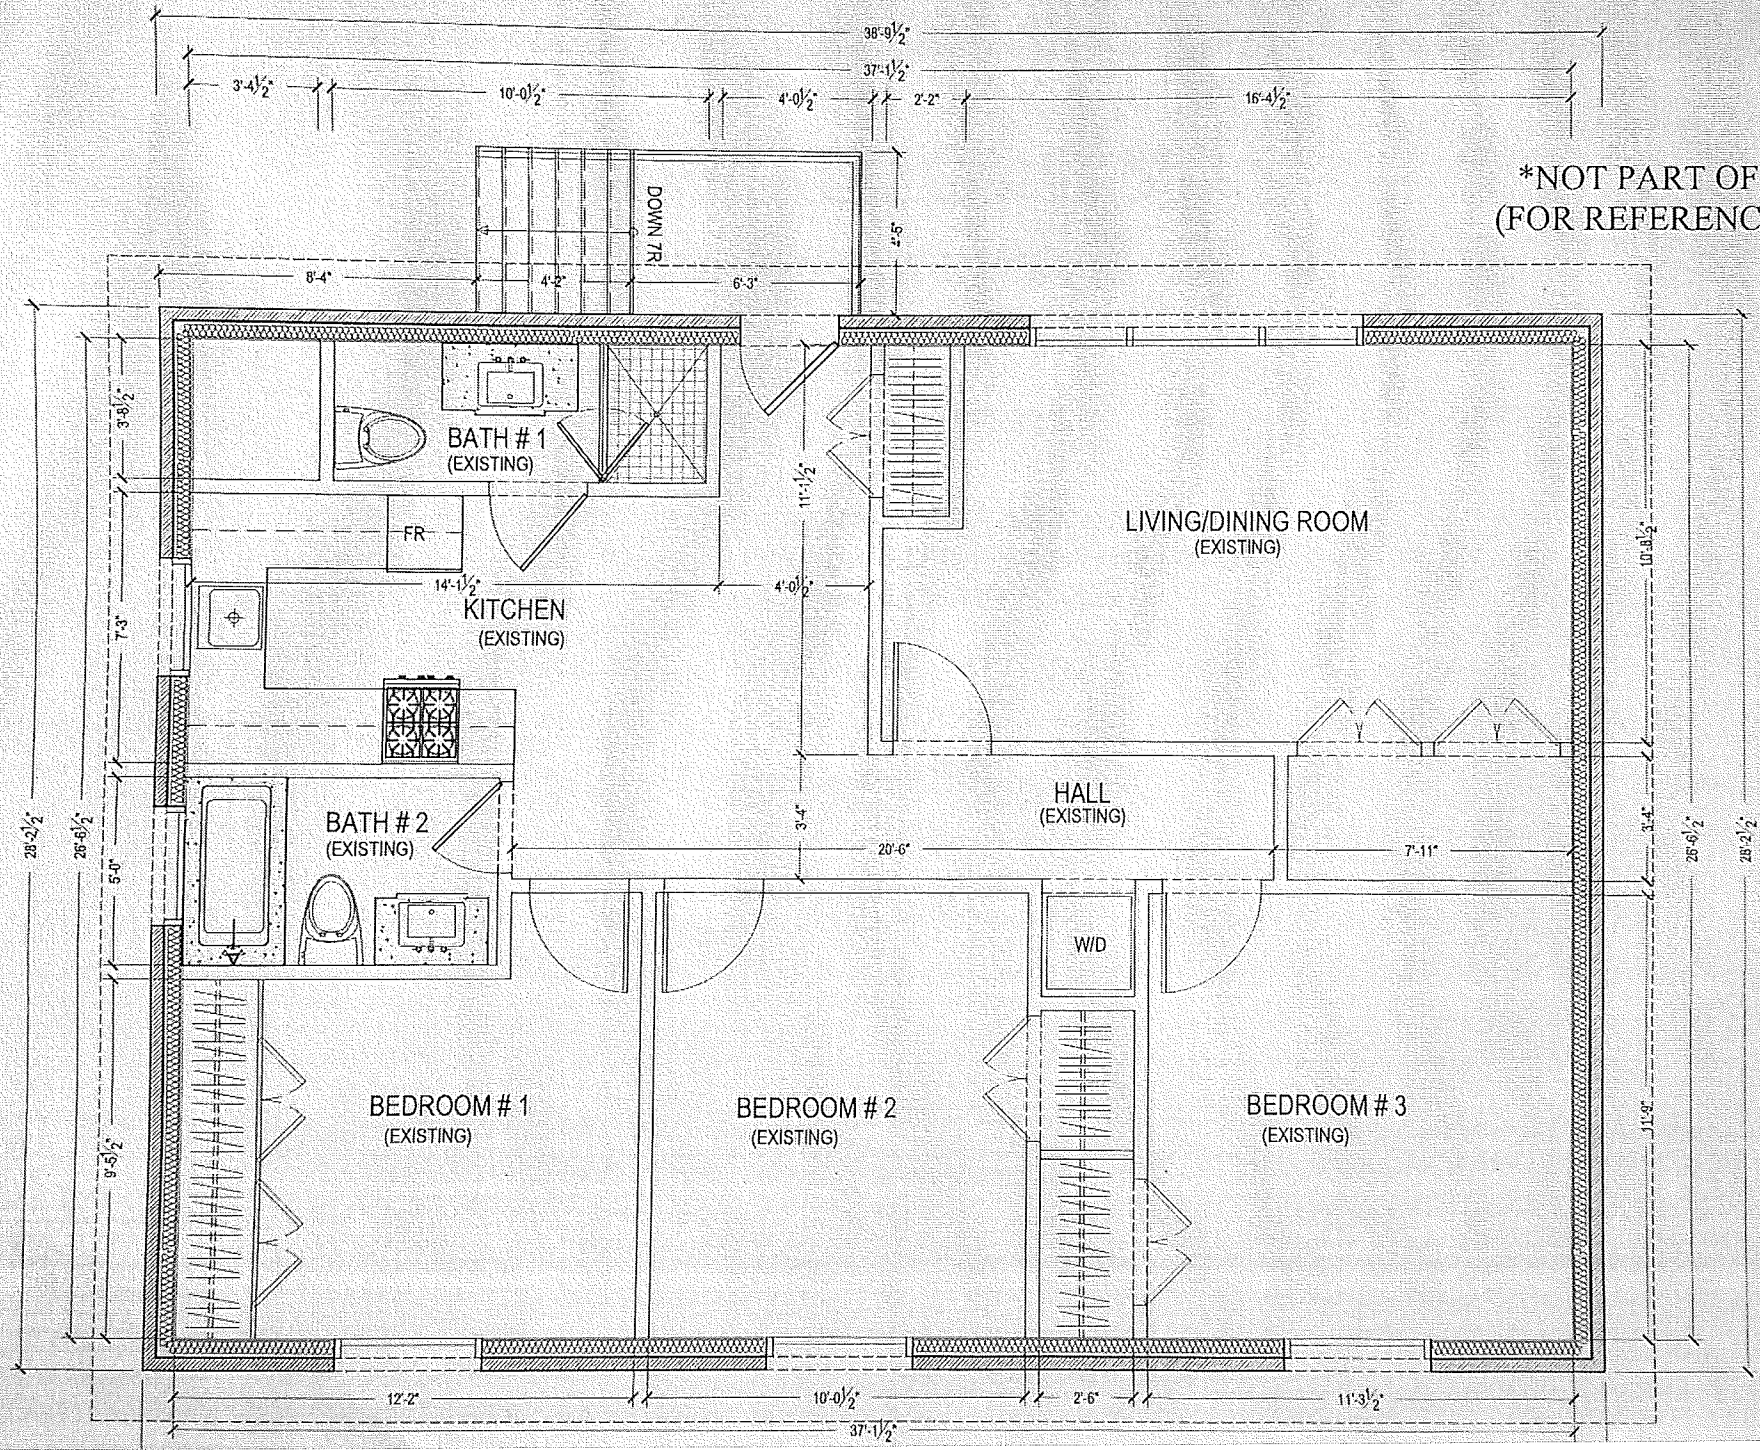 38'-9½"
37'-1½"
3'-4½"
10'-0½"
4'-0½"
2'-2"
16'-4½"
*NOT PART OF
(FOR REFERENC
DOWN 7R
4'-5"
8'-4"
4'-2"
6'-3"
3'-8½"
BATH # 1
(EXISTING)
11'-1½"
LIVING/DINING ROOM
(EXISTING)
10'-8½"
FR
14'-1½"
4'-0½"
KITCHEN
(EXISTING)
7'-3"
HALL
(EXISTING)
BATH # 2
(EXISTING)
28'-2½"
26'-6½"
5'-0"
3'-4"
20'-6"
7'-11"
3'-4"
26'-6½"
28'-2½"
W/D
BEDROOM # 1
(EXISTING)
BEDROOM # 2
(EXISTING)
BEDROOM # 3
(EXISTING)
9'-5½"
11'-9"
12'-2"
10'-0½"
2'-6"
11'-3½"
37'-1½"